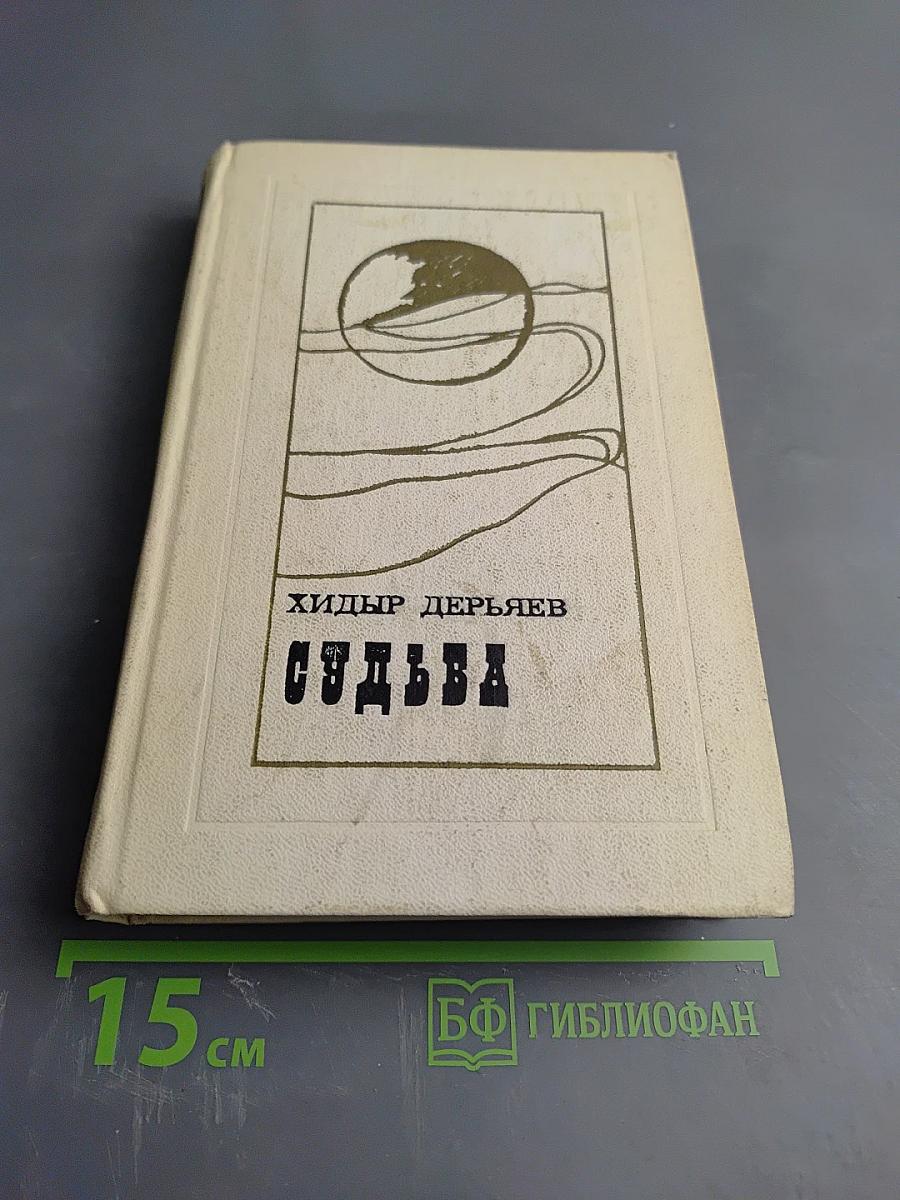 ХИДЫР ДЕРЬЯЕВ
СУДЬБА
15 см
БФ ГИБЛИОФАН